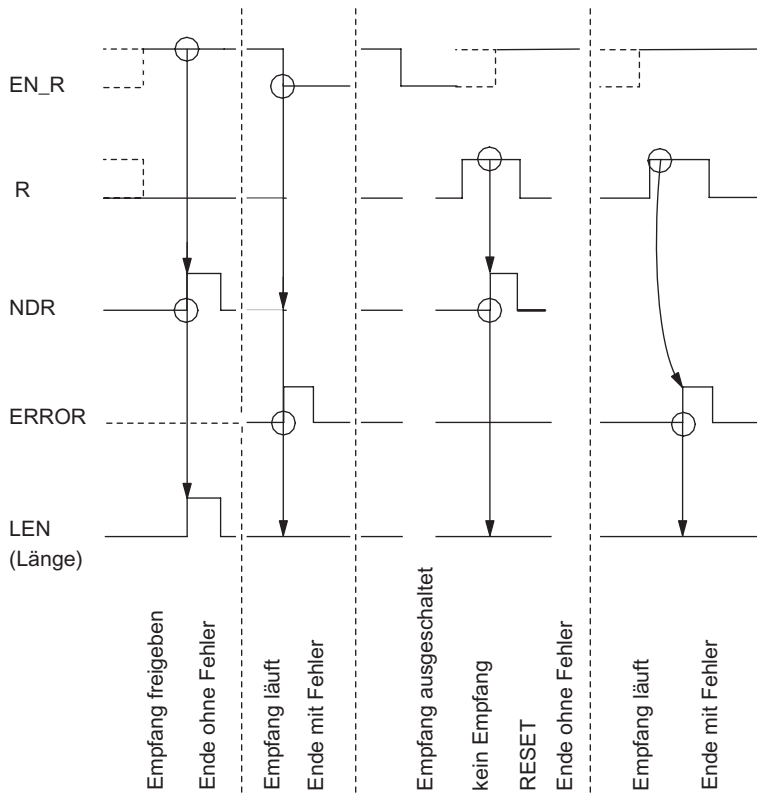 EN_R
R
NDR
ERROR
LEN
(Länge)
Empfang freigeben
Ende ohne Fehler
Empfang läuft
Ende mit Fehler
Empfang ausgeschaltet
kein Empfang
RESET
Ende ohne Fehler
Empfang läuft
Ende mit Fehler